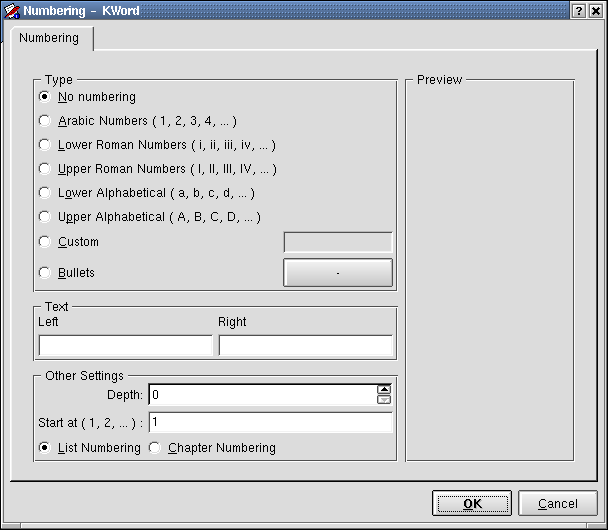 Numbering - KWord
Numbering
Type
No numbering
Arabic Numbers ( 1, 2, 3, 4, ... )
Lower Roman Numbers ( i, ii, iii, iv, ... )
Upper Roman Numbers ( I, II, III, IV, ... )
Lower Alphabetical ( a, b, c, d, ... )
Upper Alphabetical ( A, B, C, D, ... )
Custom
Bullets -
Preview
Text
Left Right
Other Settings
Depth: 0
Start at ( 1, 2, ... ) : 1
List Numbering Chapter Numbering
OK Cancel